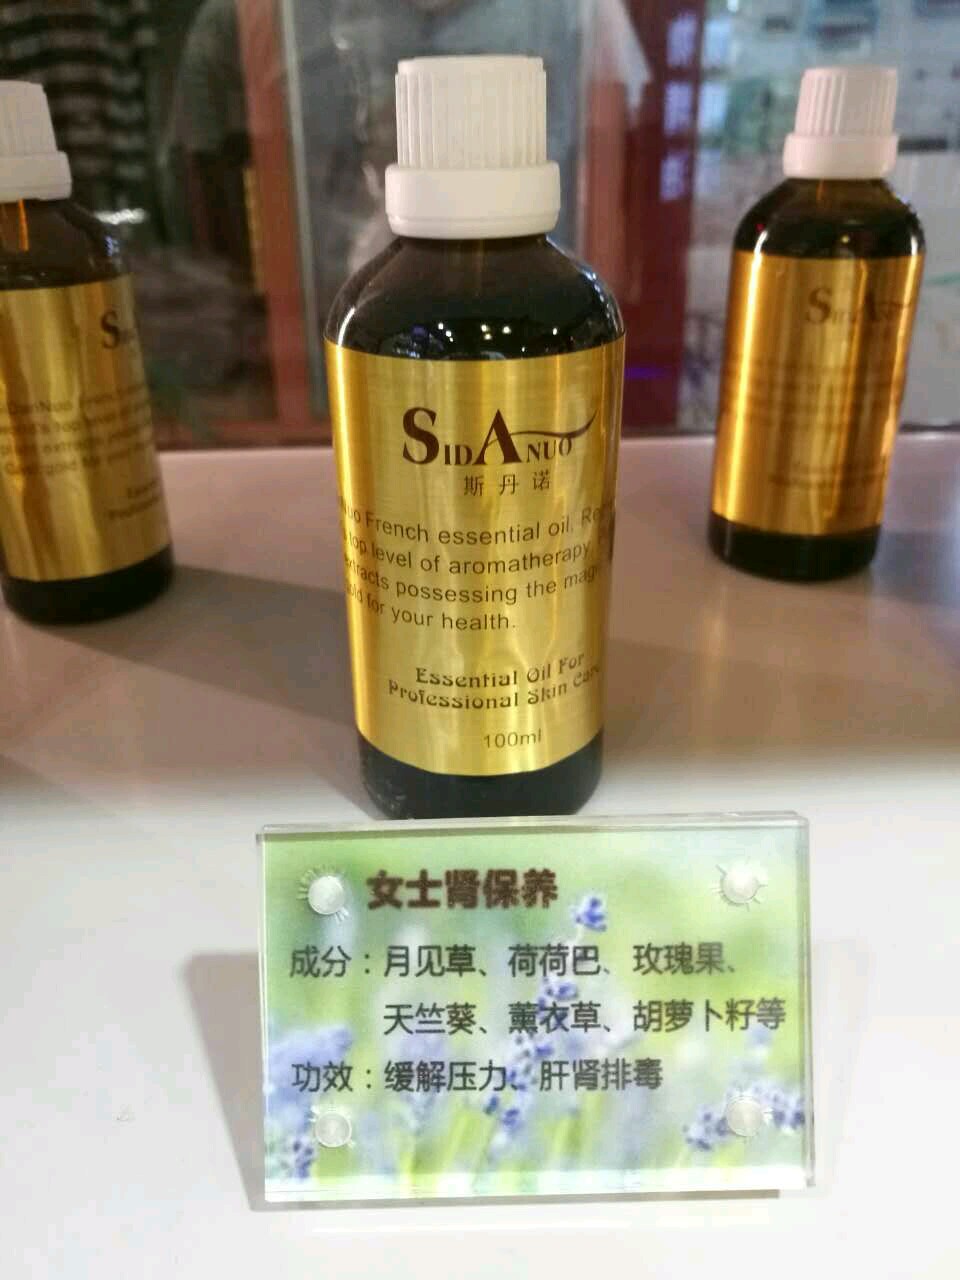 SIDANUO
斯丹诺
Nuo French essential oil,
top level of aromatherapy,
extracts possessing the
for your health.
Essential Oil For
Professional Skin Care
100ml
SIDANUO
女士肾保养
成分：月见草、荷荷巴、玫瑰果、
天竺葵、薰衣草、胡萝卜籽等
功效：缓解压力、肝肾排毒